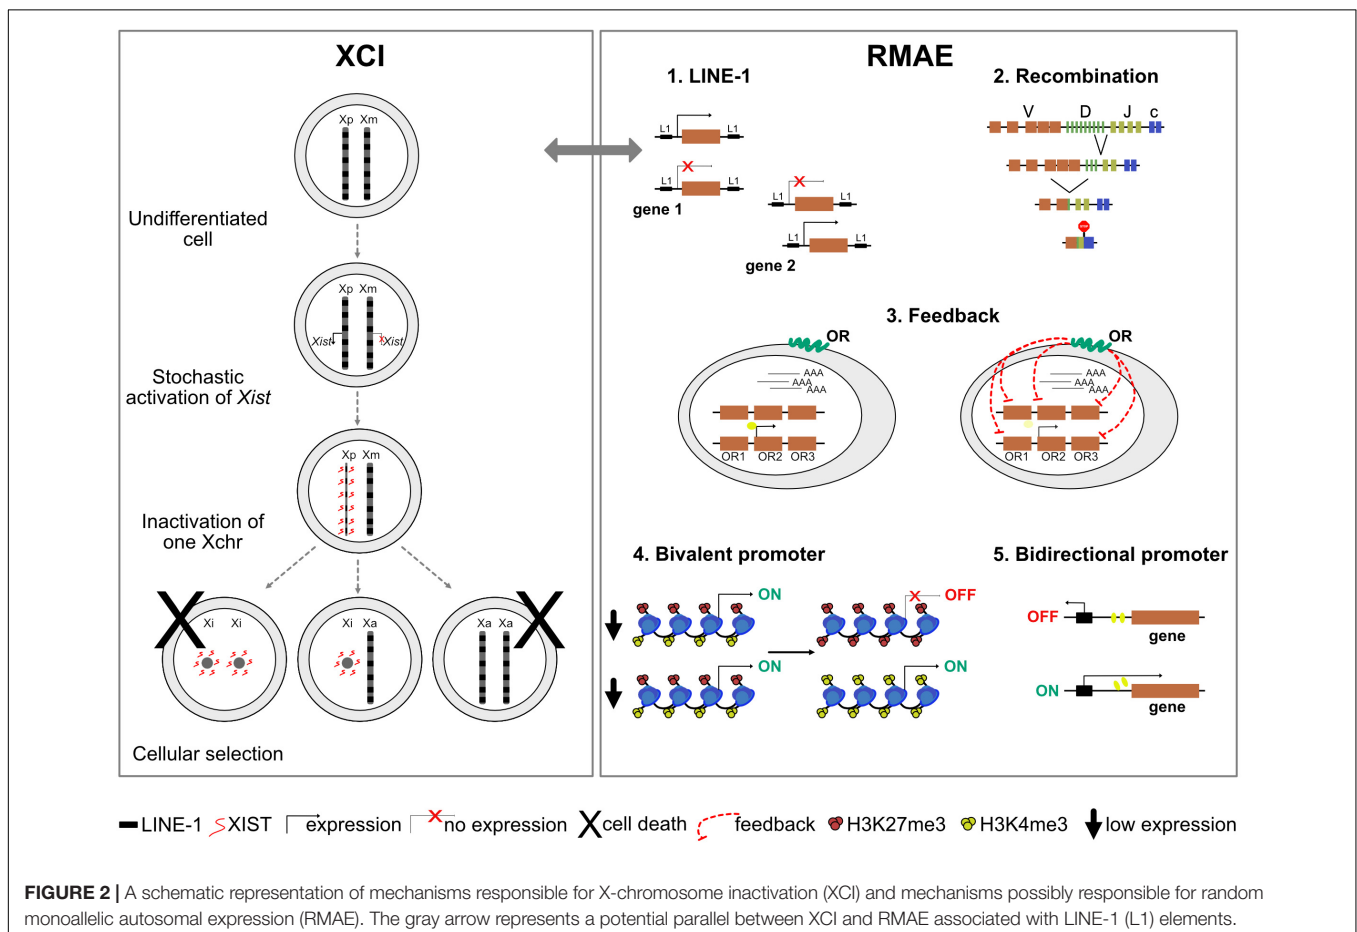 XCI
Xp Xm
Undifferentiated
cell
Xp Xm
Xist
Xist
Stochastic
activation of Xist
Xp Xm
Inactivation of
one Xchr
Xi Xi
Xi Xa
Xa Xa
Cellular selection
RMAE
1. LINE-1
L1 L1
L1 L1
gene 1
L1 L1
L1 L1
gene 2
2. Recombination
V D J c
STOP
3. Feedback
OR
AAA
AAA
AAA
OR1 OR2 OR3
OR
AAA
AAA
AAA
OR1 OR2 OR3
4. Bivalent promoter
ON
OFF
ON
ON
5. Bidirectional promoter
OFF
gene
ON
gene
LINE-1 XIST expression no expression cell death feedback H3K27me3 H3K4me3 low expression
FIGURE 2 | A schematic representation of mechanisms responsible for X-chromosome inactivation (XCI) and mechanisms possibly responsible for random
monoallelic autosomal expression (RMAE). The gray arrow represents a potential parallel between XCI and RMAE associated with LINE-1 (L1) elements.